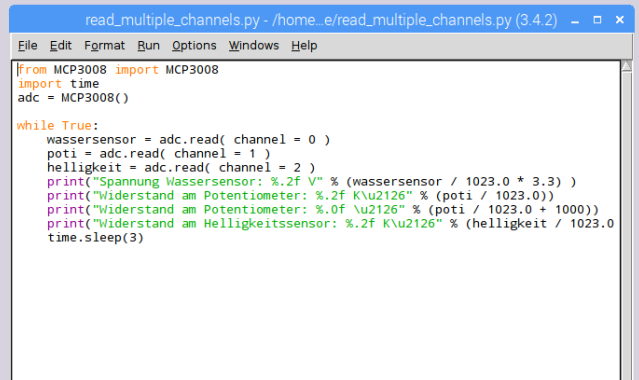 read_multiple_channels.py - /home...e/read_multiple_channels.py (3.4.2)
File Edit Format Run Options Windows Help
from MCP3008 import MCP3008
import time
adc = MCP3008()
while True:
    wassersensor = adc.read( channel = 0 )
    poti = adc.read( channel = 1 )
    helligkeit = adc.read( channel = 2 )
    print("Spannung Wassersensor: %.2f V" % (wassersensor / 1023.0 * 3.3) )
    print("Widerstand am Potentiometer: %.2f K\u2126" % (poti / 1023.0))
    print("Widerstand am Potentiometer: %.0f \u2126" % (poti / 1023.0 + 1000))
    print("Widerstand am Helligkeitssensor: %.2f K\u2126" % (helligkeit / 1023.0
    time.sleep(3)